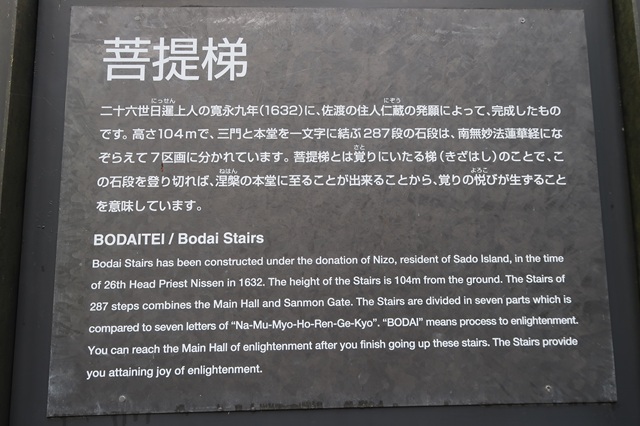 菩提梯
二十六世日暹上人の寛永九年(1632)に、佐渡の住人仁蔵の発願によって、完成したもの
です。高さ104mで、三門と本堂を一文字に結ぶ287段の石段は、南無妙法蓮華経にな
ぞらえて7区画に分かれています。菩提梯とは覚りにいたる梯(きざはし)のことで、こ
の石段を登り切れば、涅槃の本堂に至ることが出来ることから、覚りの悦びが生ずること
を意味しています。
BODAITEI / Bodai Stairs
Bodai Stairs has been constructed under the donation of Nizo, resident of Sado Island, in the time
of 26th Head Priest Nissen in 1632. The height of the Stairs is 104m from the ground. The Stairs of
287 steps combines the Main Hall and Sanmon Gate. The Stairs are divided in seven parts which is
compared to seven letters of “Na-Mu-Myo-Ho-Ren-Ge-Kyo”. “BODAI” means process to enlightenment.
You can reach the Main Hall of enlightenment after you finish going up these stairs. The Stairs provide
you attaining joy of enlightenment.